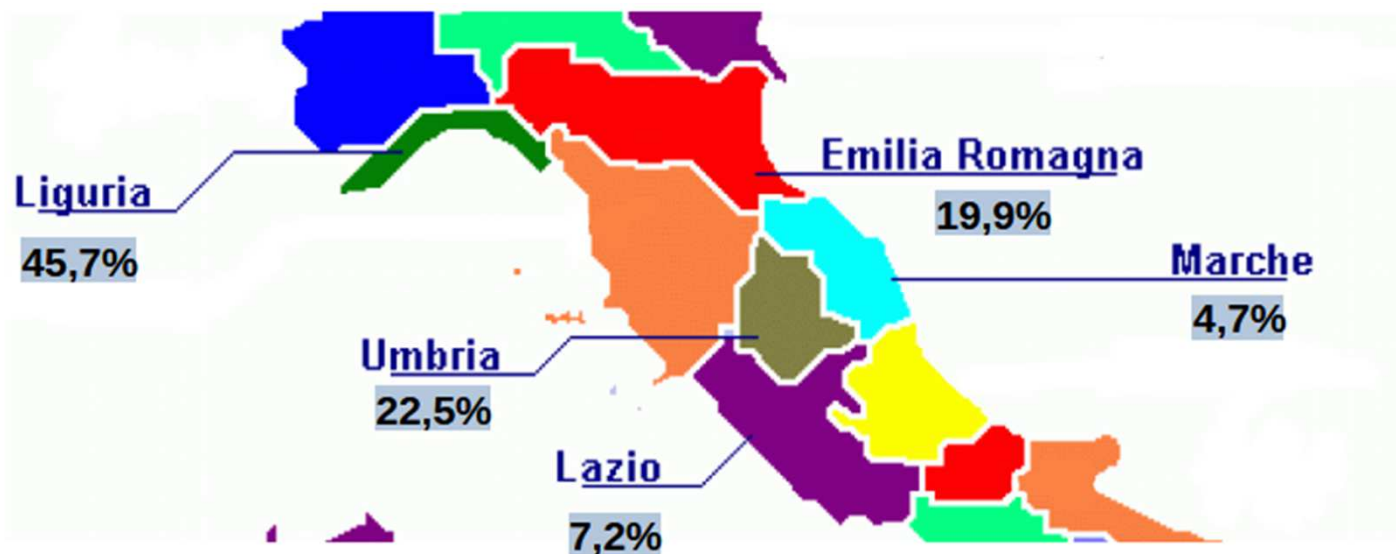 Emilia Romagna
19,9%
Liguria
45,7%
Marche
4,7%
Umbria
22,5%
Lazio
7,2%